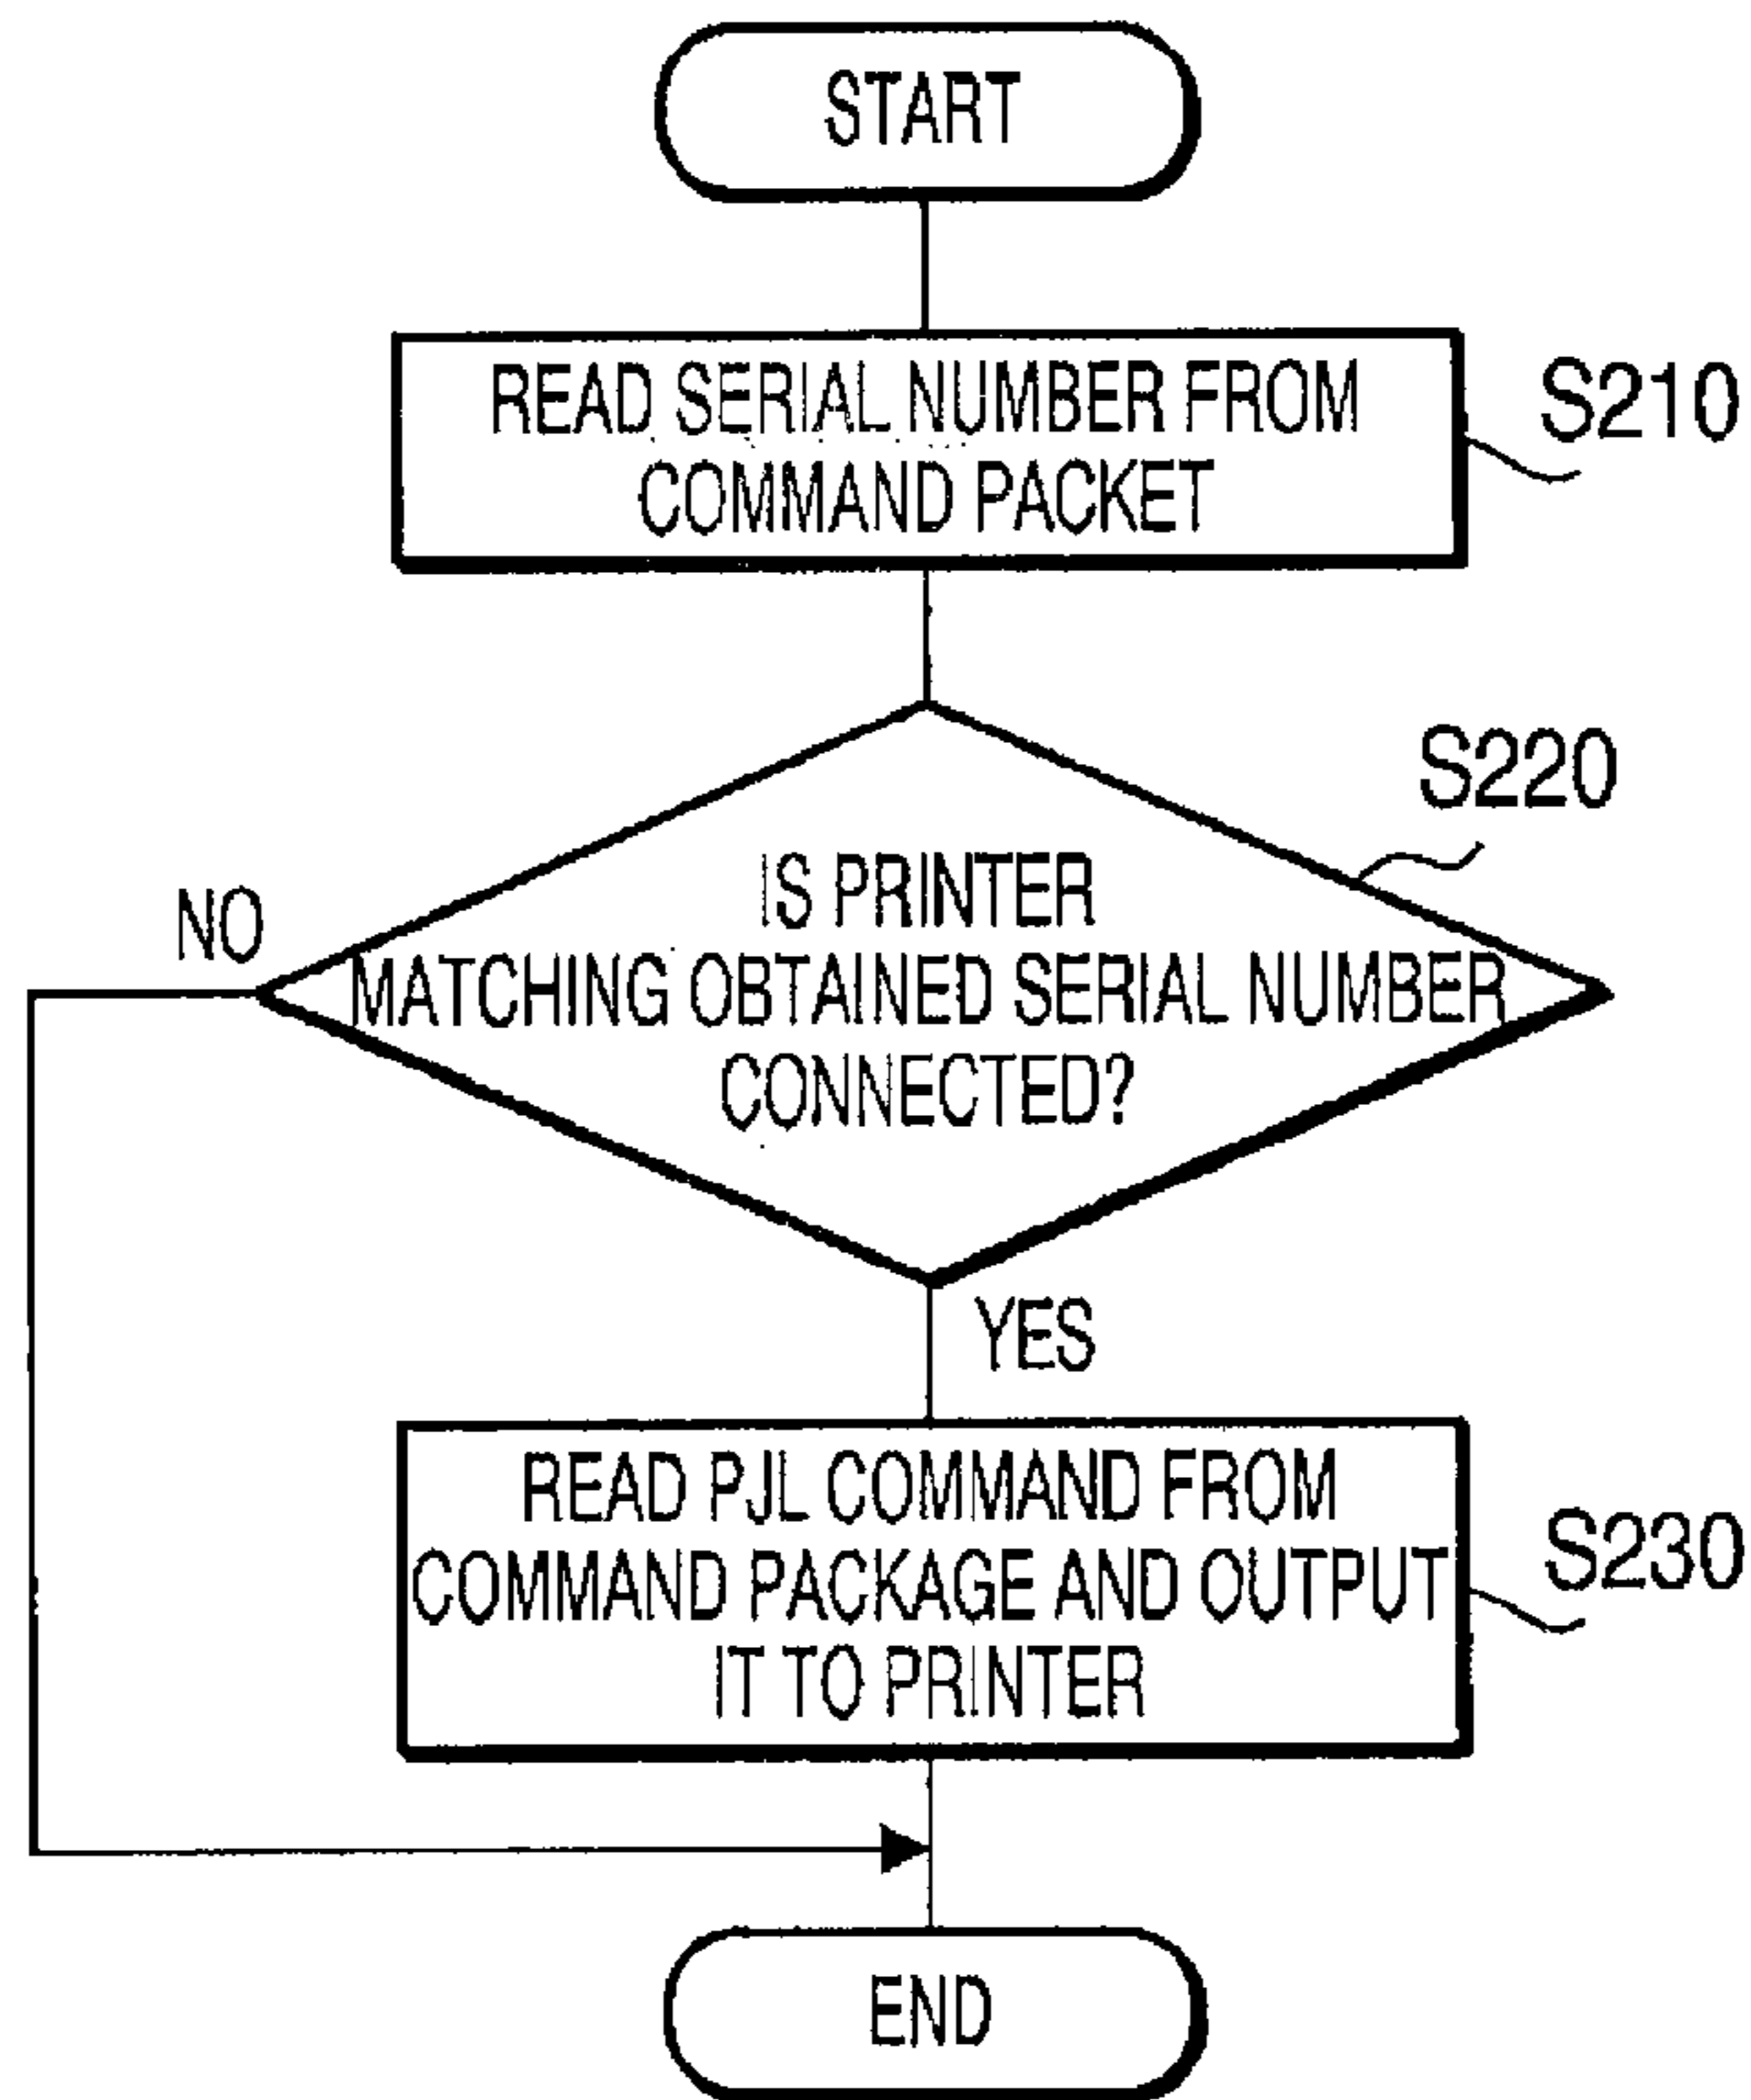 START
READ SERIAL NUMBER FROM
COMMAND PACKET
S210
S220
IS PRINTER
MATCHING OBTAINED SERIAL NUMBER
CONNECTED?
NO
YES
READ PJL COMMAND FROM
COMMAND PACKAGE AND OUTPUT
IT TO PRINTER
S230
END